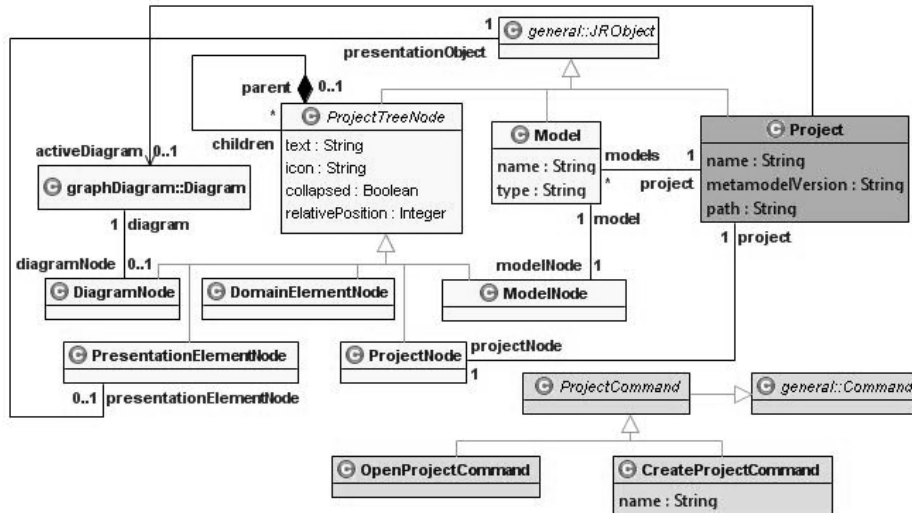 1
general::JRObject
presentationObject
parent
0..1
*
children
ProjectTreeNode
text : String
icon : String
collapsed : Boolean
relativePosition : Integer
Model
name : String
type : String
models
1
*
project
Project
name : String
metamodelVersion : String
path : String
activeDiagram
0..1
graphDiagram::Diagram
1
diagram
1
model
1
project
diagramNode
0..1
modelNode
1
DiagramNode
DomainElementNode
ModelNode
PresentationElementNode
ProjectNode
projectNode
1
0..1
presentationElementNode
ProjectCommand
general::Command
OpenProjectCommand
CreateProjectCommand
name : String